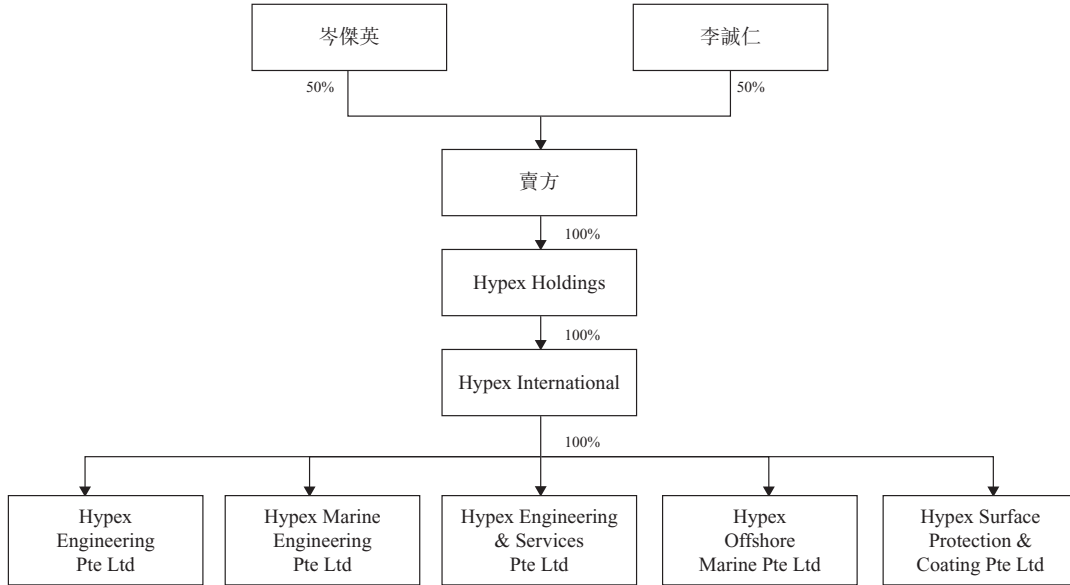 岑傑英
李誠仁
50%
50%
賣方
100%
Hypex Holdings
100%
Hypex International
100%
Hypex
Engineering
Pte Ltd
Hypex Marine
Engineering
Pte Ltd
Hypex Engineering
& Services
Pte Ltd
Hypex
Offshore
Marine Pte Ltd
Hypex Surface
Protection &
Coating Pte Ltd